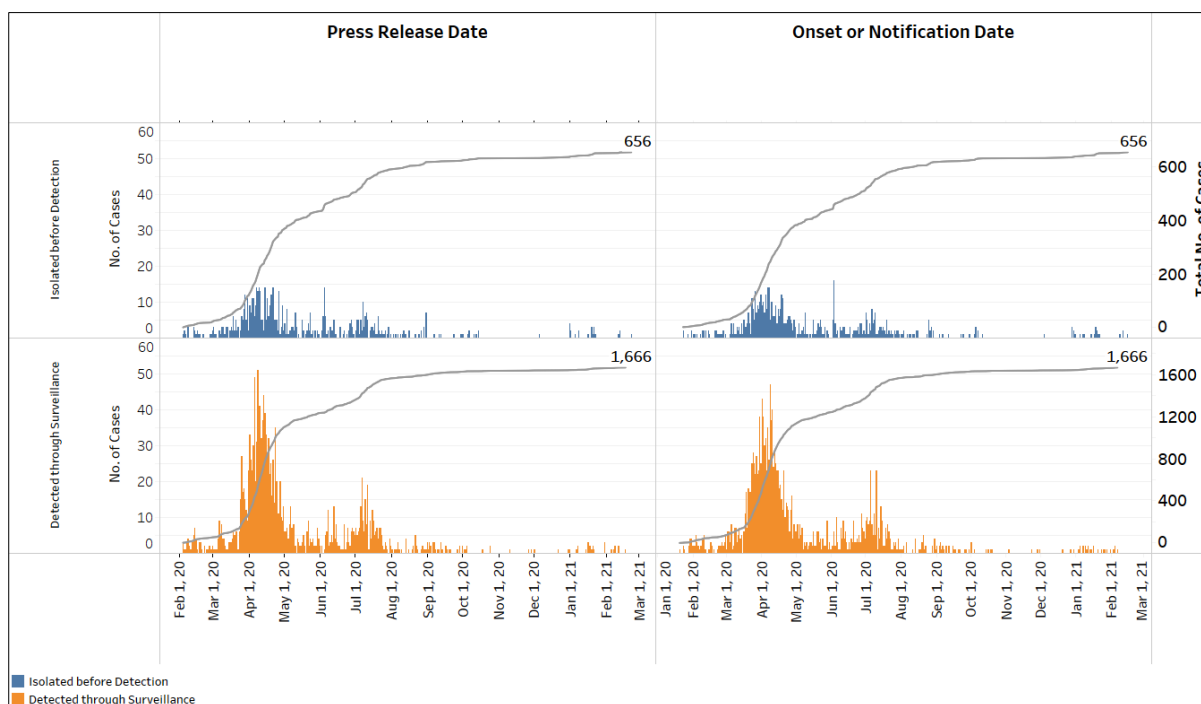 Press Release Date
Onset or Notification Date
Isolated before Detection
No. of Cases
60
50
40
30
20
10
0
656
656
600
400
200
0
Total No. of Cases
Detected through Surveillance
No. of Cases
60
50
40
30
20
10
0
1,666
1,666
1600
1200
800
400
0
Feb 1, 20
Mar 1, 20
Apr 1, 20
May 1, 20
Jun 1, 20
Jul 1, 20
Aug 1, 20
Sep 1, 20
Oct 1, 20
Nov 1, 20
Dec 1, 20
Jan 1, 21
Feb 1, 21
Mar 1, 21
Jan 1, 20
Feb 1, 20
Mar 1, 20
Apr 1, 20
May 1, 20
Jun 1, 20
Jul 1, 20
Aug 1, 20
Sep 1, 20
Oct 1, 20
Nov 1, 20
Dec 1, 20
Jan 1, 21
Feb 1, 21
Mar 1, 21
Isolated before Detection
Detected through Surveillance